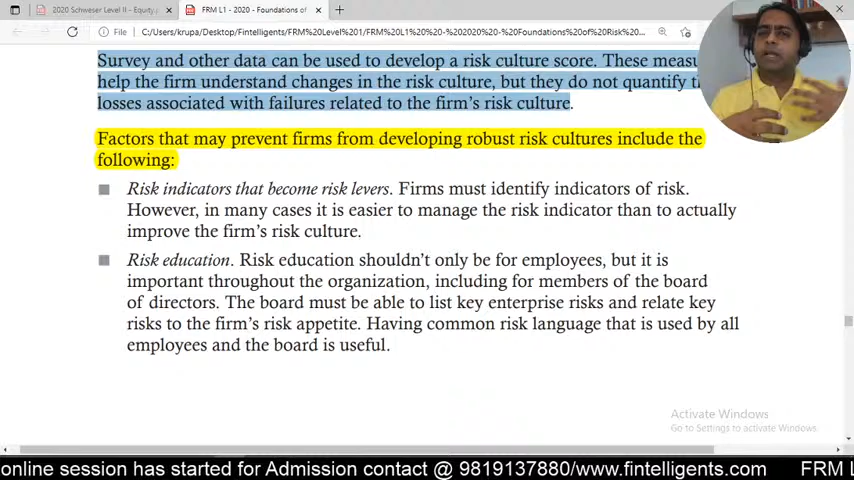 2020 Schweser Level II - Equity.p
FRM L1 - 2020 - Foundations of
File
C:/Users/krupa/Desktop/Fintelligents/FRM%20Level%201/FRM%20L1%20%20-%202020%20-%20Foundations%20of%20Risk%20
Survey and other data can be used to develop a risk culture score. These
help the firm understand changes in the risk culture, but they do not quantify
losses associated with failures related to the firm's risk culture.
Factors that may prevent firms from developing robust risk cultures include the
following:
Risk indicators that become risk levers. Firms must identify indicators of risk.
However, in many cases it is easier to manage the risk indicator than to actually
improve the firm's risk culture.
Risk education. Risk education shouldn't only be for employees, but it is
important throughout the organization, including for members of the board
of directors. The board must be able to list key enterprise risks and relate key
risks to the firm's risk appetite. Having common risk language that is used by all
employees and the board is useful.
Activate Windows
Go to Settings to activate Windows.
online session has started for Admission contact @ 9819137880/www.fintelligents.com FRM L